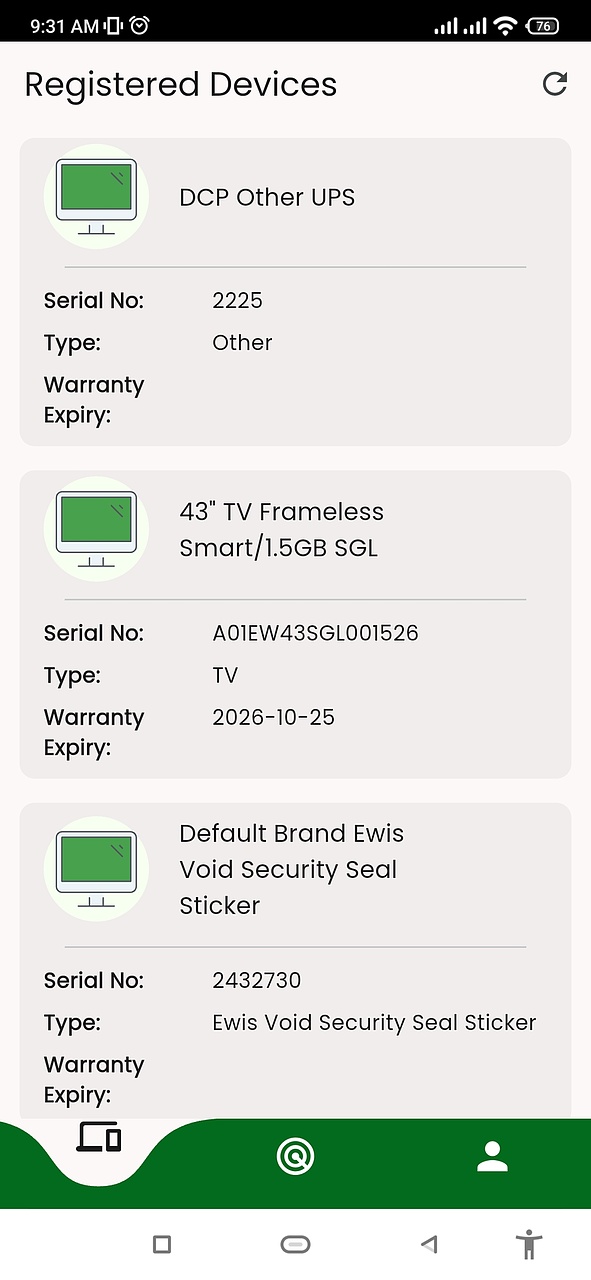 9:31 AM
76
Registered Devices
DCP Other UPS
Serial No: 2225
Type: Other
Warranty
Expiry:
43" TV Frameless
Smart/1.5GB SGL
Serial No: A01EW43SGL001526
Type: TV
Warranty 2026-10-25
Expiry:
Default Brand Ewis
Void Security Seal
Sticker
Serial No: 2432730
Type: Ewis Void Security Seal Sticker
Warranty
Expiry: